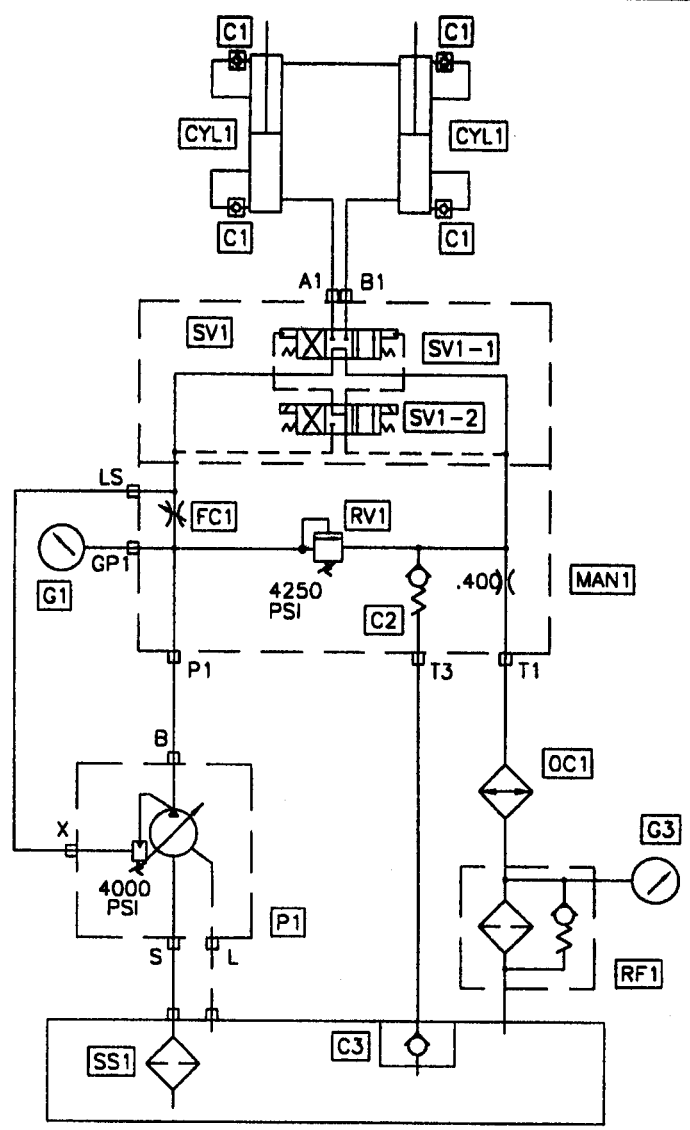 C1 C1
CYL1 CYL1
C1 C1
A1 B1
SV1
SV1-1
SV1-2
LS
FC1
RV1
GP1
G1
4250
PSI
C2
.400
MAN1
P1 T3 T1
B
OC1
X
G3
4000
PSI
P1
S L
RF1
SS1
C3